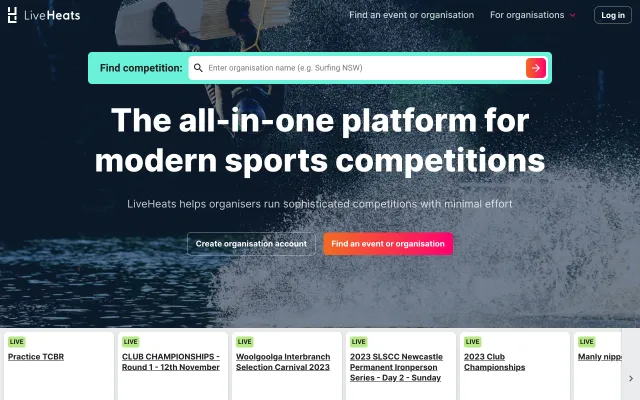 LiveHeats
Find an event or organisation
For organisations
Log in
Find competition:
Enter organisation name (e.g. Surfing NSW)
The all-in-one platform for
modern sports competitions
LiveHeats helps organisers run sophisticated competitions with minimal effort
Create organisation account
Find an event or organisation
LIVE
Practice TCBR
LIVE
CLUB CHAMPIONSHIPS -
Round 1 - 12th November
LIVE
Woolgoolga Interbranch
Selection Carnival 2023
LIVE
2023 SLSCC Newcastle
Permanent Ironperson
Series - Day 2 - Sunday
LIVE
2023 Club
Championships
LIVE
Manly nippe